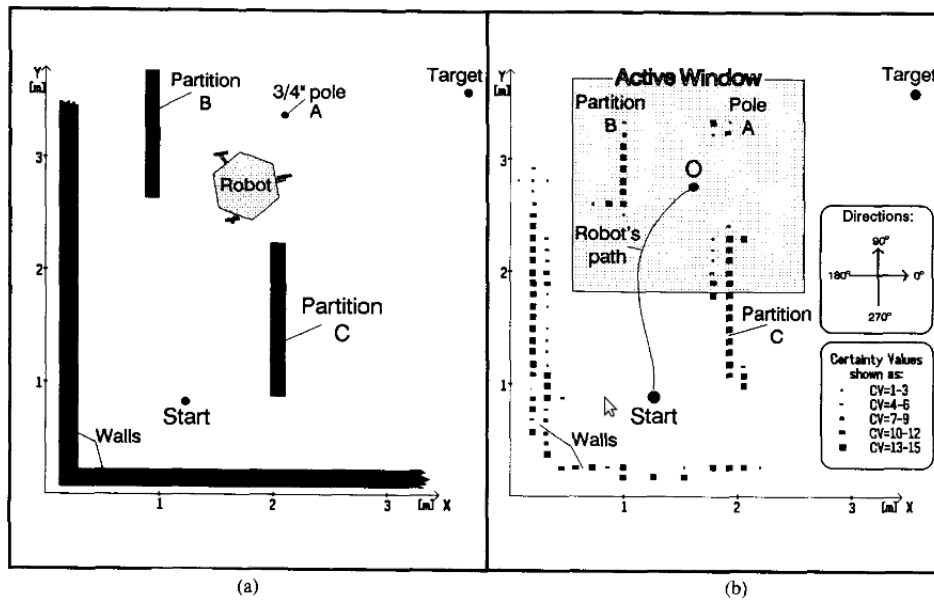 Y
[m]
Partition
B
3/4" pole
A
Target
3
Robot
2
Partition
C
1
Start
Walls
1
2
3
[m] X
(a)
Y
[m]
Active Window
Partition
B
Pole
A
Target
3
O
Robot's
path
2
Partition
C
1
Start
Walls
1
2
3
[m] X
Directions:
90°
180°
0°
270°
Certainty Values
shown as:
CV=1-3
CV=4-6
CV=7-9
CV=10-12
CV=13-15
(b)